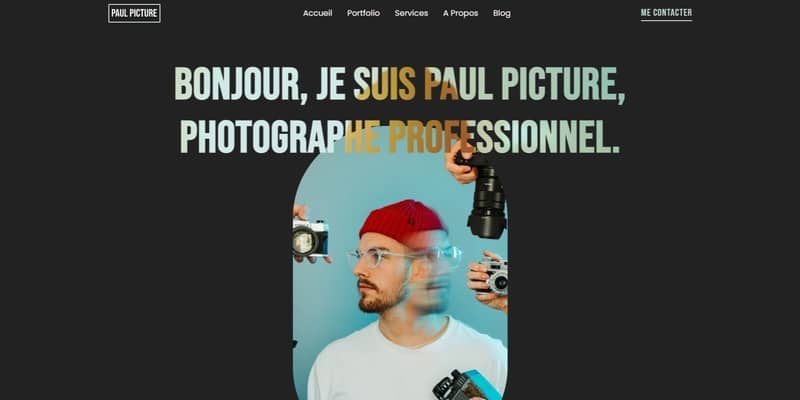 PAUL PICTURE
Accueil Portfolio Services A Propos Blog
ME CONTACTER
BONJOUR, JE SUIS PAUL PICTURE,
PHOTOGRAPHE PROFESSIONNEL.